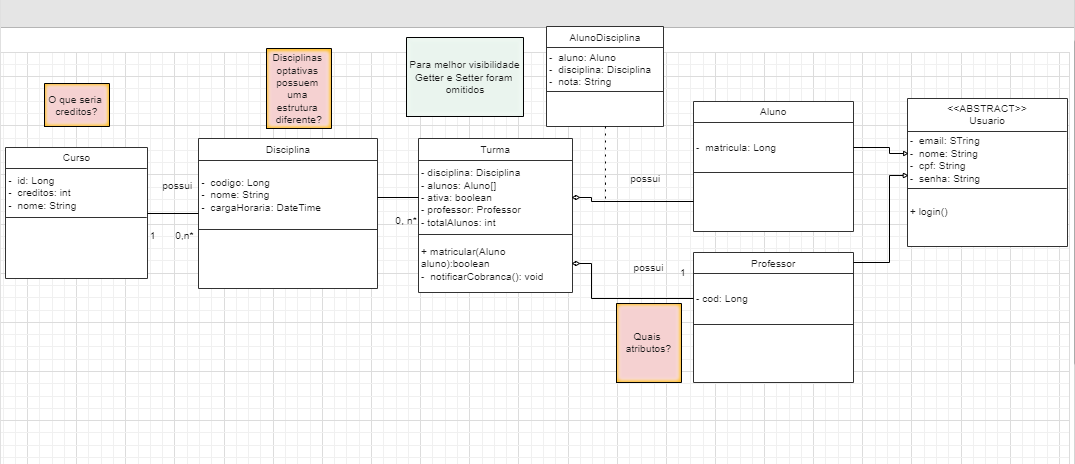 O que seria
creditos?
Disciplinas
optativas
possuem
uma
estrutura
diferente?
Para melhor visibilidade
Getter e Setter foram
omitidos
AlunoDisciplina
- aluno: Aluno
- disciplina: Disciplina
- nota: String
Curso
- id: Long
- creditos: int
- nome: String
possui
1
0,n*
Disciplina
- codigo: Long
- nome: String
- cargaHoraria: DateTime
0, n*
Turma
- disciplina: Disciplina
- alunos: Aluno[]
- ativa: boolean
- professor: Professor
- totalAlunos: int
+ matricular(Aluno
aluno):boolean
- notificarCobranca(): void
possui
Aluno
- matricula: Long
<<ABSTRACT>>
Usuario
- email: STring
- nome: String
- cpf: String
- senha: String
+ login()
possui
1
Professor
- cod: Long
Quais
atributos?